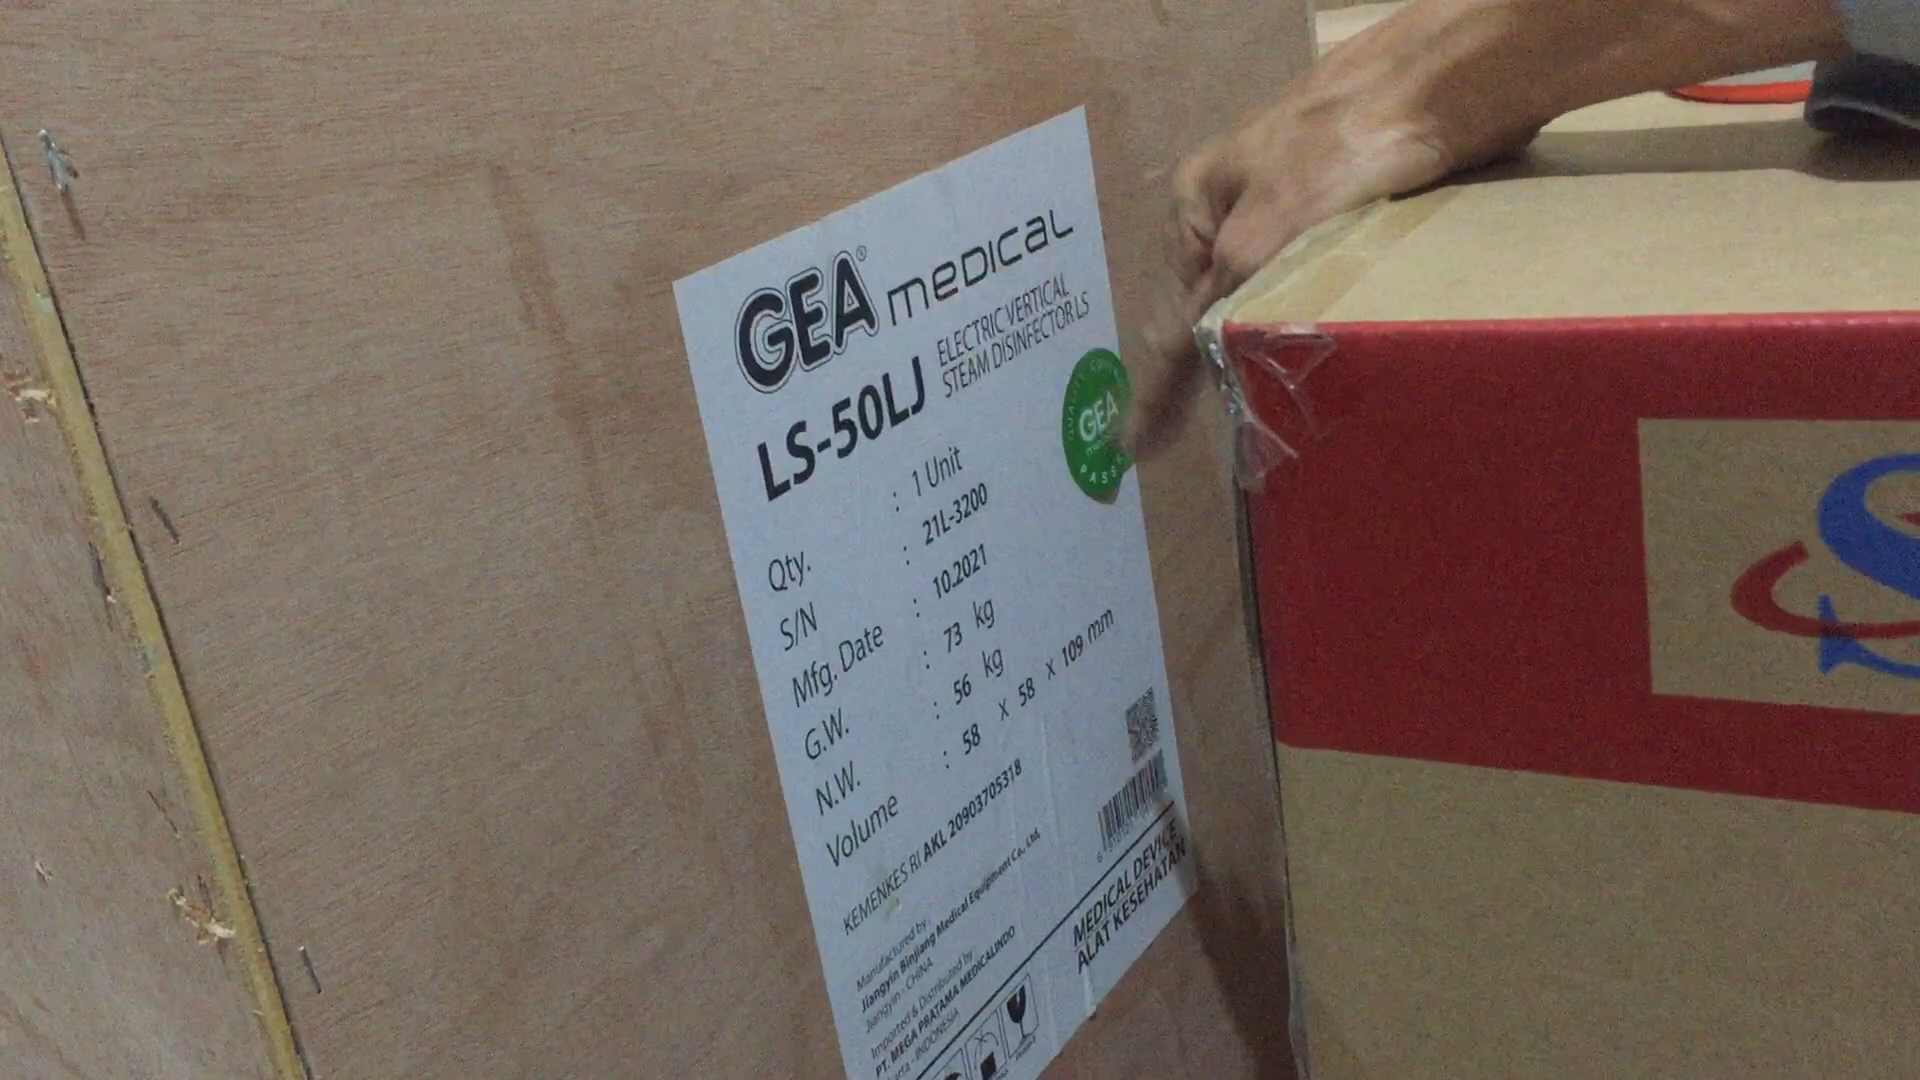 GEA® medical
LS-50LJ ELECTRIC VERTICAL
STEAM DISINFECTOR LS
QUALITY
GEA
PASS
Qty. : 1 Unit
S/N : 21L-3200
Mfg. Date : 10.2021
G.W. : 73 kg
N.W. : 56 kg
Volume : 58 X 58 X 109 mm
KEMENKES RI AKL 20903705318
Manufactured by :
Jiangyin Binjiang Medical Equipment Co., Ltd.
Jiangyin - CHINA
Imported & Distributed by :
PT. MEGA PRATAMA MEDICALINDO
arta - INDONESIA
MEDICAL DEVICE
ALAT KESEHATAN